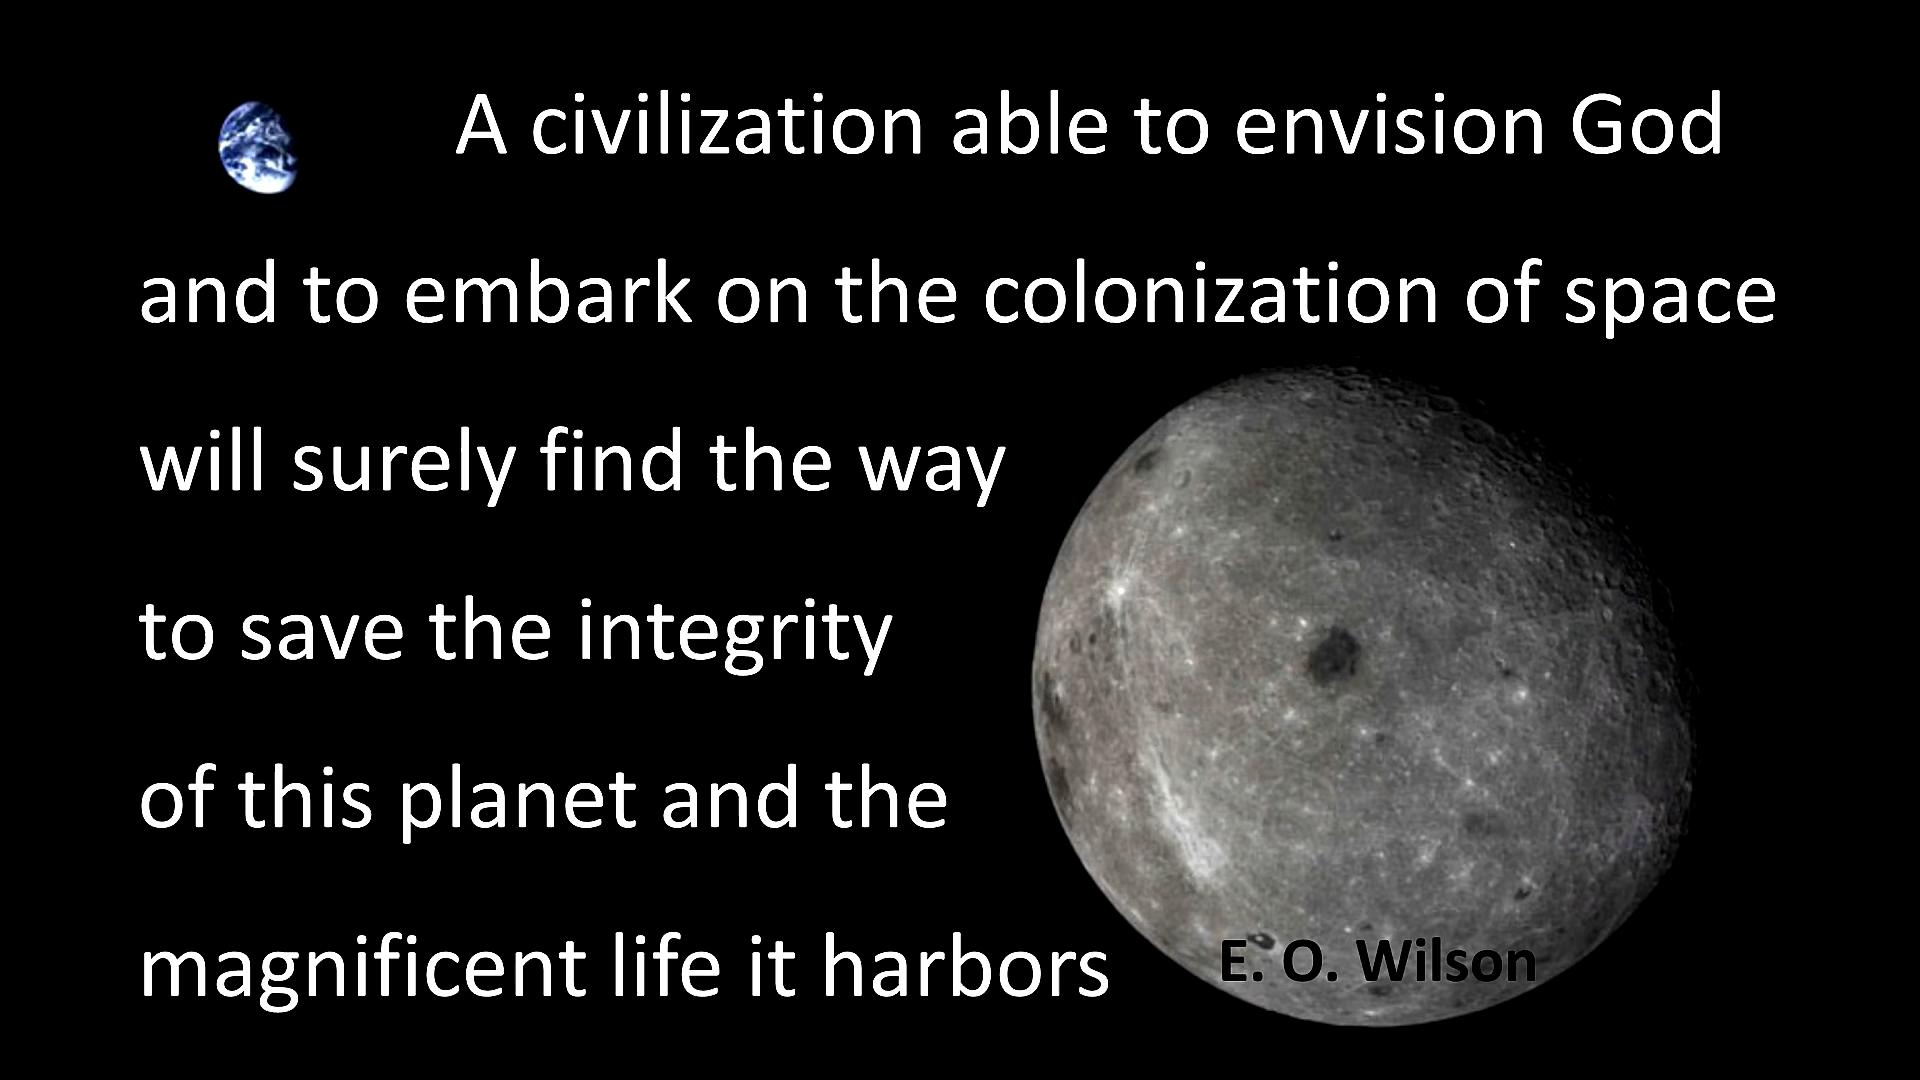 A civilization able to envision God
and to embark on the colonization of space
will surely find the way
to save the integrity
of this planet and the
magnificent life it harbors
E. O. Wilson